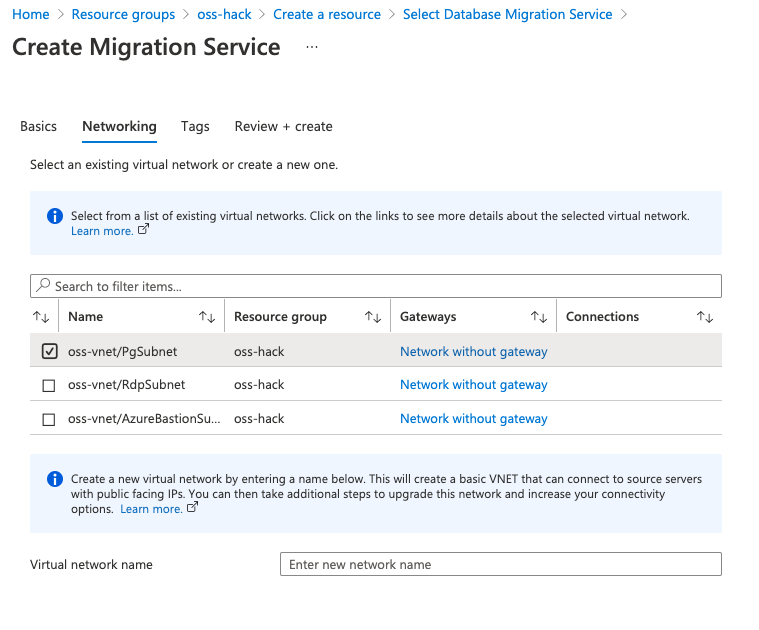 Home > Resource groups > oss-hack > Create a resource > Select Database Migration Service >
Create Migration Service ...
Basics Networking Tags Review + create
Select an existing virtual network or create a new one.
Select from a list of existing virtual networks. Click on the links to see more details about the selected virtual network.
Learn more.
Search to filter items...
Name Resource group Gateways Connections
oss-vnet/PgSubnet oss-hack Network without gateway
oss-vnet/RdpSubnet oss-hack Network without gateway
oss-vnet/AzureBastionSu... oss-hack Network without gateway
Create a new virtual network by entering a name below. This will create a basic VNET that can connect to source servers
with public facing IPs. You can then take additional steps to upgrade this network and increase your connectivity
options. Learn more.
Virtual network name Enter new network name